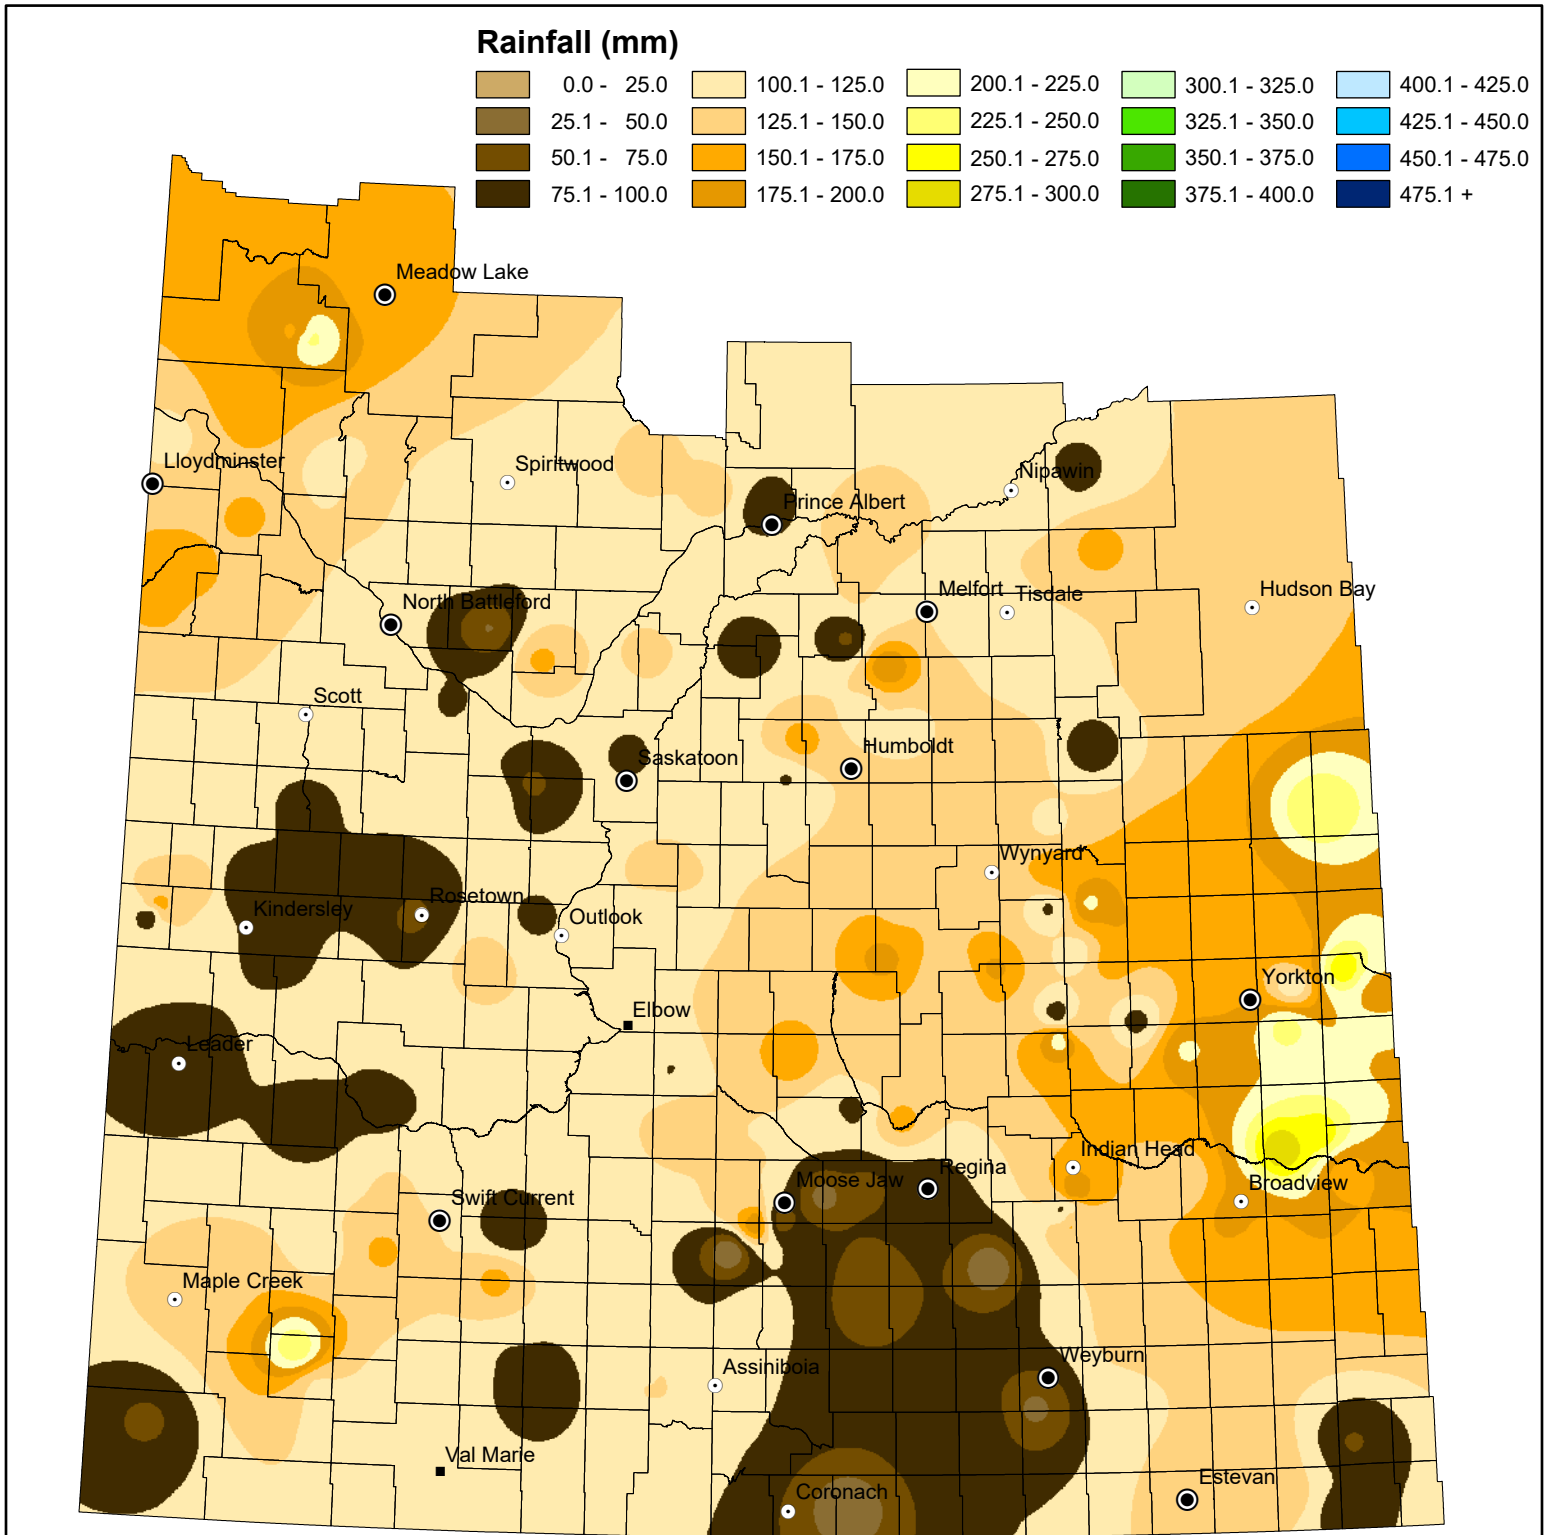 Rainfall (mm)
0.0 - 25.0 100.1 - 125.0 200.1 - 225.0 300.1 - 325.0 400.1 - 425.0
25.1 - 50.0 125.1 - 150.0 225.1 - 250.0 325.1 - 350.0 425.1 - 450.0
50.1 - 75.0 150.1 - 175.0 250.1 - 275.0 350.1 - 375.0 450.1 - 475.0
75.1 - 100.0 175.1 - 200.0 275.1 - 300.0 375.1 - 400.0 475.1 +
Meadow Lake
Lloydminster
Spiritwood
Nipawin
Prince Albert
Hudson Bay
Melfort
Tisdale
North Battleford
Scott
Humboldt
Saskatoon
Wynyard
Rosetown
Kindersley
Outlook
Yorkton
Elbow
Leader
Indian Head
Regina
Moose Jaw
Broadview
Swift Current
Maple Creek
Weyburn
Assiniboia
Val Marie
Estevan
Coronach